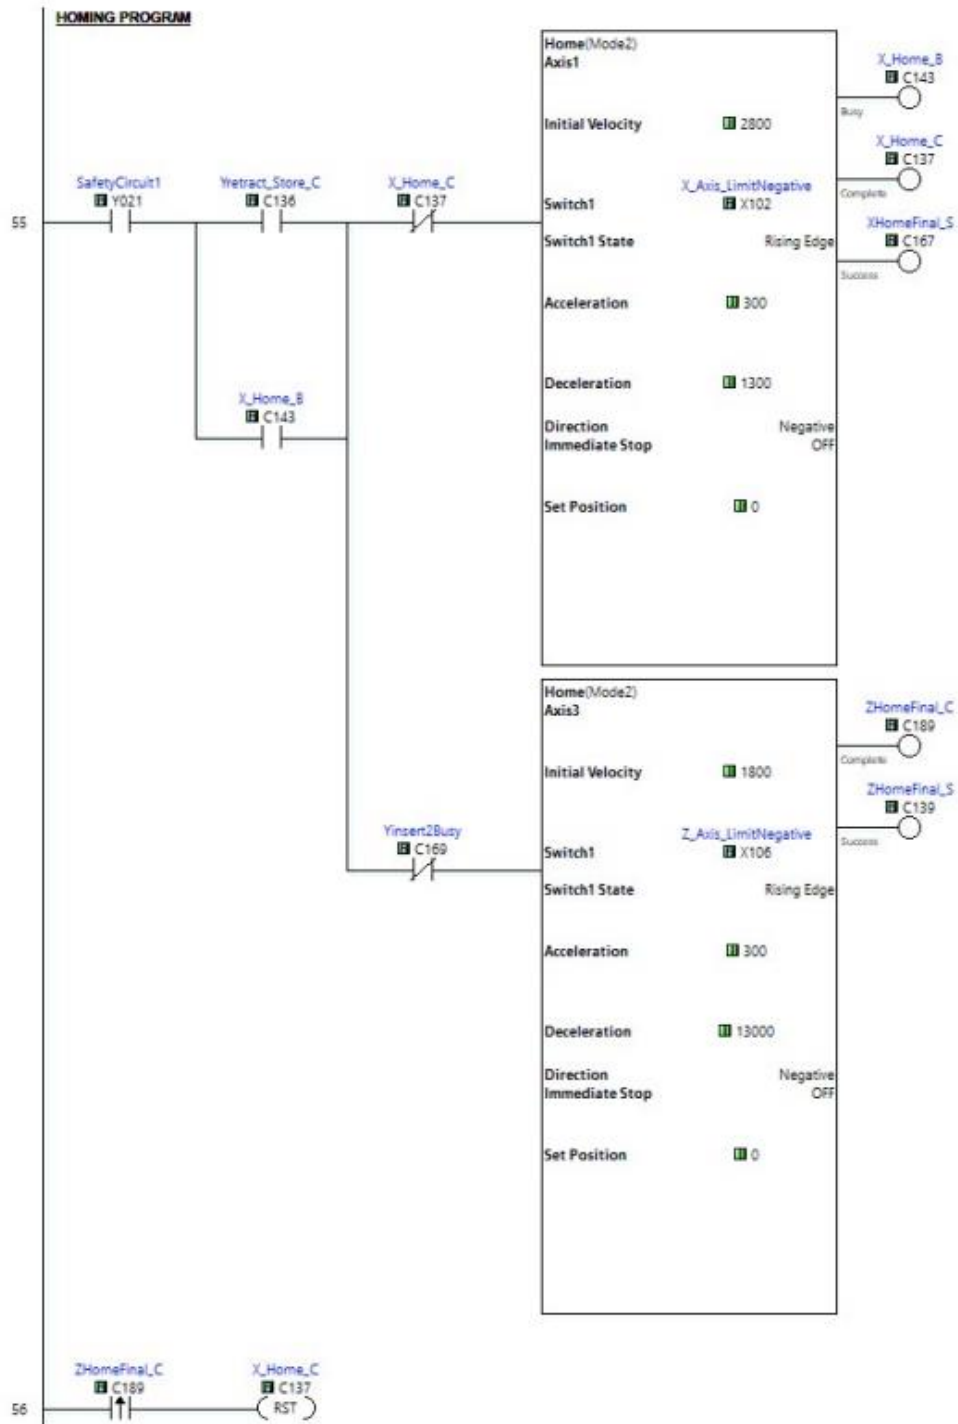 HOMING PROGRAM
Home(Mode2)
Axis1
X_Home_B
C143
Busy
Initial Velocity 2800
X_Home_C
C137
Complete
SafetyCircuit1 Yretract_Store_C X_Home_C X_Axis_LimitNegative
Y021 C136 C137 Switch1 X102
XHomeFinal_S
55 Switch1 State Rising Edge C167
Success
Acceleration 300
Deceleration 1300
X_Home_B
C143
Direction Negative
Immediate Stop OFF
Set Position 0
Home(Mode2)
Axis3
ZHomeFinal_C
C189
Complete
Initial Velocity 1800
ZHomeFinal_S
C139
Success
Yinsert2Busy Z_Axis_LimitNegative
C169 Switch1 X106
Switch1 State Rising Edge
Acceleration 300
Deceleration 13000
Direction Negative
Immediate Stop OFF
Set Position 0
ZHomeFinal_C X_Home_C
C189 C137
56 RST